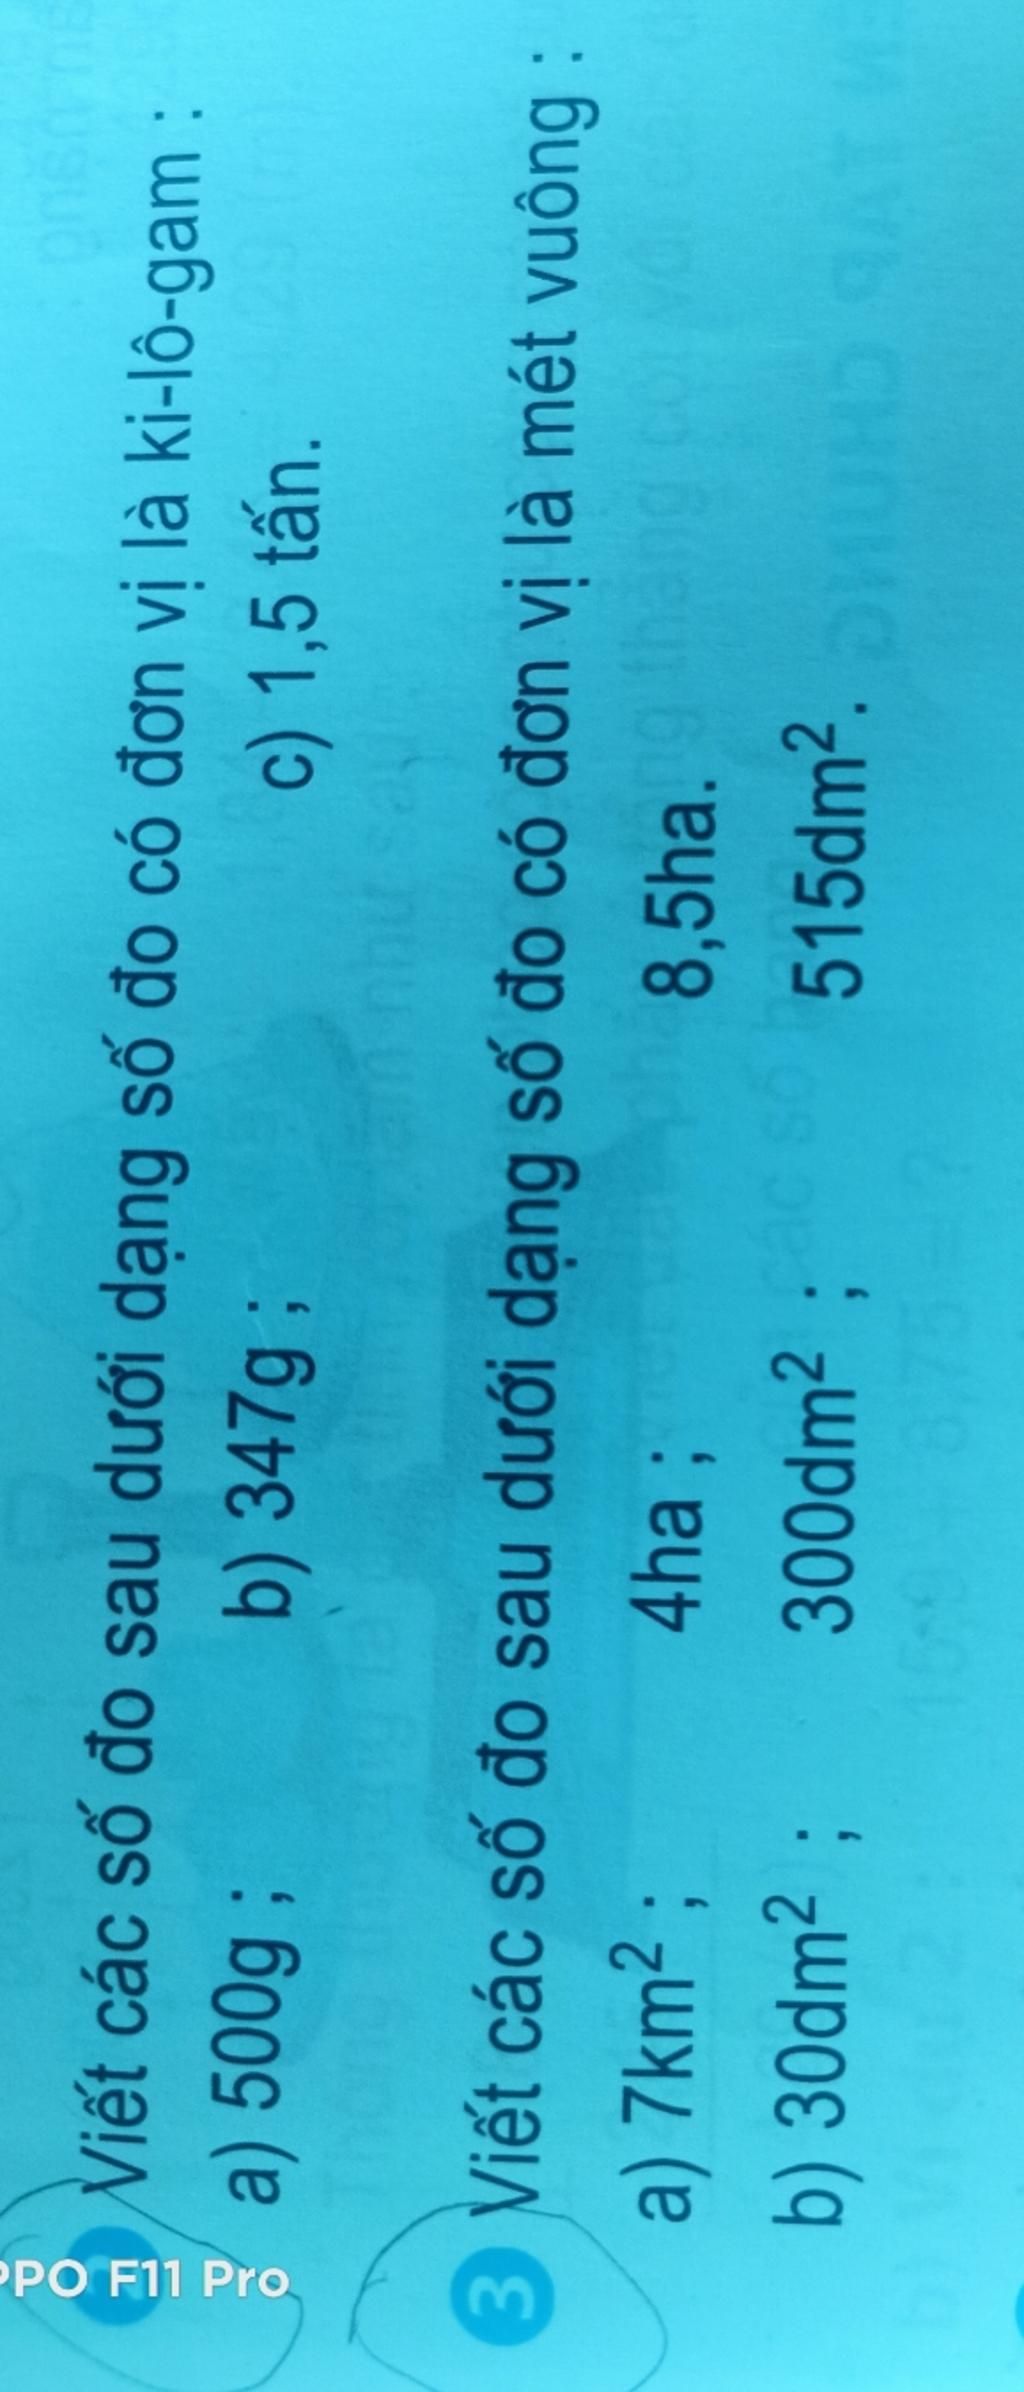 Viết các số đo sau dưới dạng số đo có đơn vị là ki-lô-gam :
a) 500g ; b) 347g ; c) 1,5 tấn.
3 Viết các số đo sau dưới dạng số đo có đơn vị là mét vuông :
a) 7km² ; 4ha ; 8,5ha.
b) 30dm² ; 300dm² ; 515dm².
OPPO F11 Pro